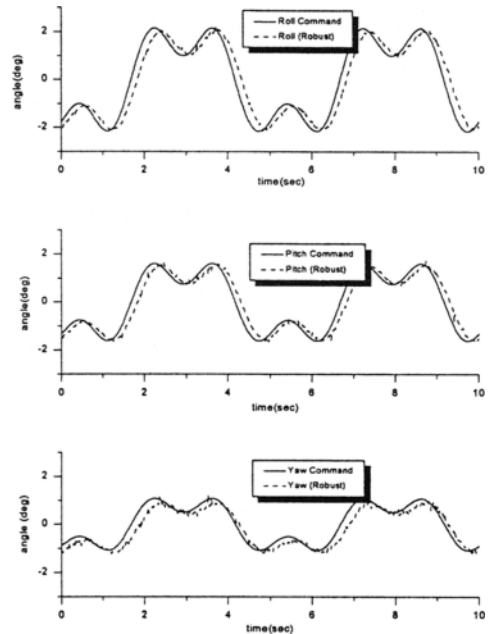 Roll Command
Roll (Robust)
angle(deg)
2
0
-2
0 2 4 6 8 10
time(sec)
Pitch Command
Pitch (Robust)
angle(deg)
2
0
-2
0 2 4 6 8 10
time(sec)
Yaw Command
Yaw (Robust)
angle (deg)
2
0
-2
0 2 4 6 8 10
time(sec)